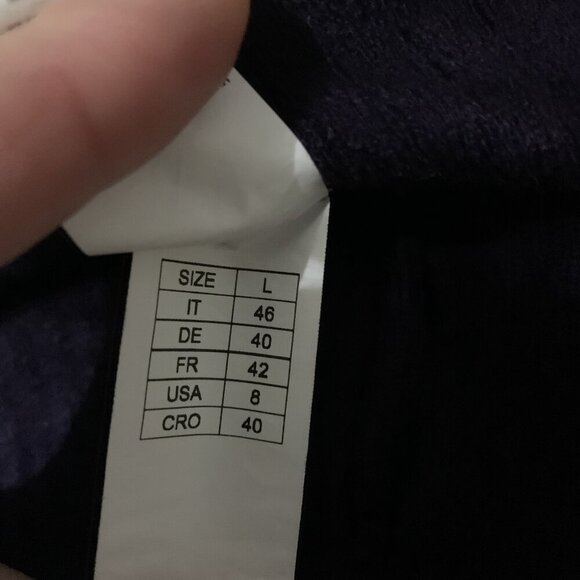 SIZE L
IT 46
DE 40
FR 42
USA 8
CRO 40